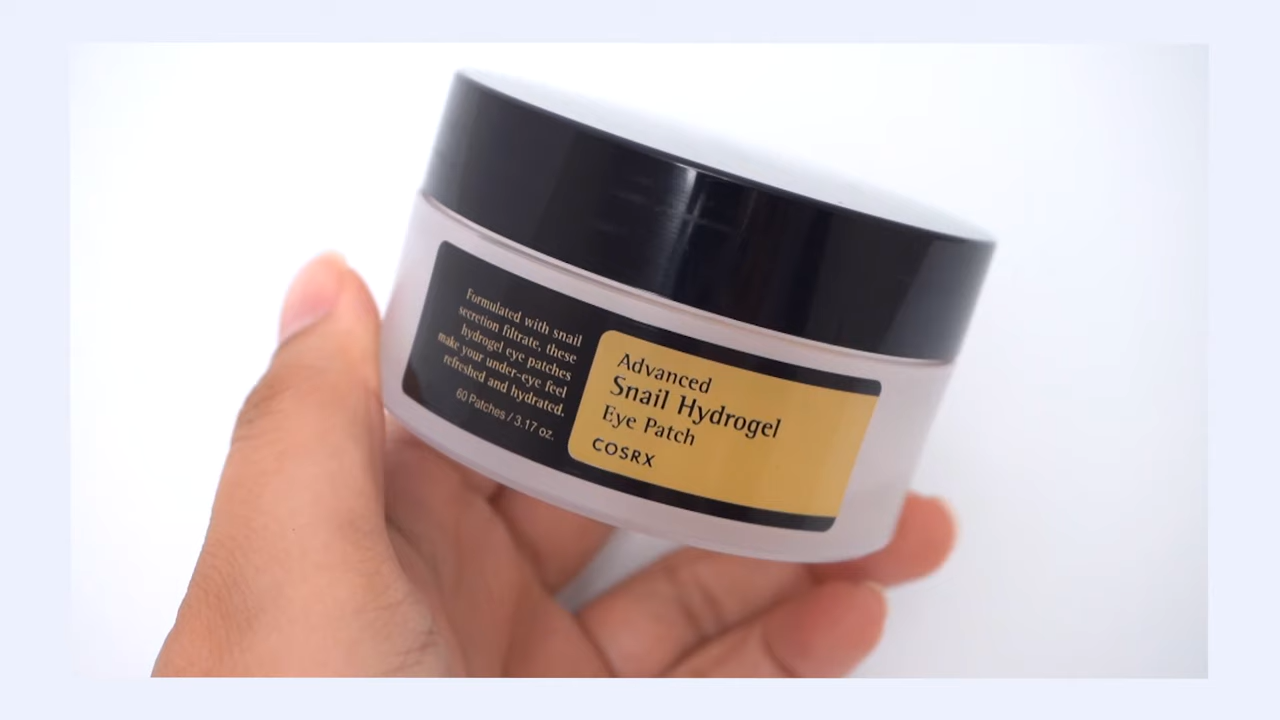 Formulated with snail
secretion filtrate, these
hydrogel eye patches
make your under-eye feel
refreshed and hydrated.
60 Patches / 3.17 oz.
Advanced
Snail Hydrogel
Eye Patch
COSRX